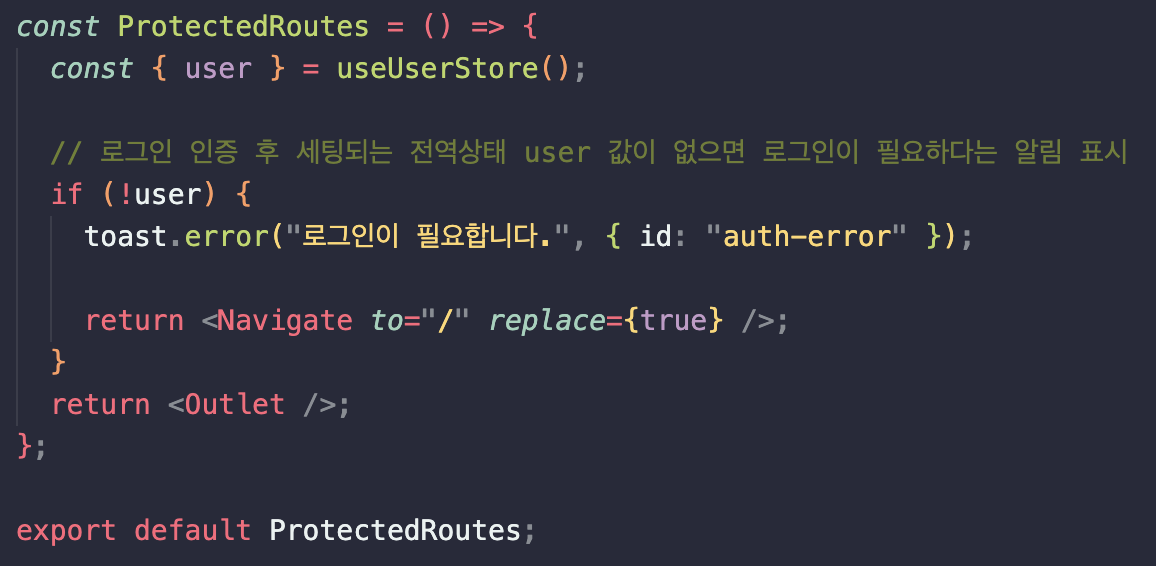 const ProtectedRoutes = () => {
const { user } = useUserStore();
// 로그인 인증 후 세팅되는 전역상태 user 값이 없으면 로그인이 필요하다는 알림 표시
if (!user) {
toast.error("로그인이 필요합니다.", { id: "auth-error" });
return <Navigate to="/" replace={true} />;
}
return <Outlet />;
};
export default ProtectedRoutes;